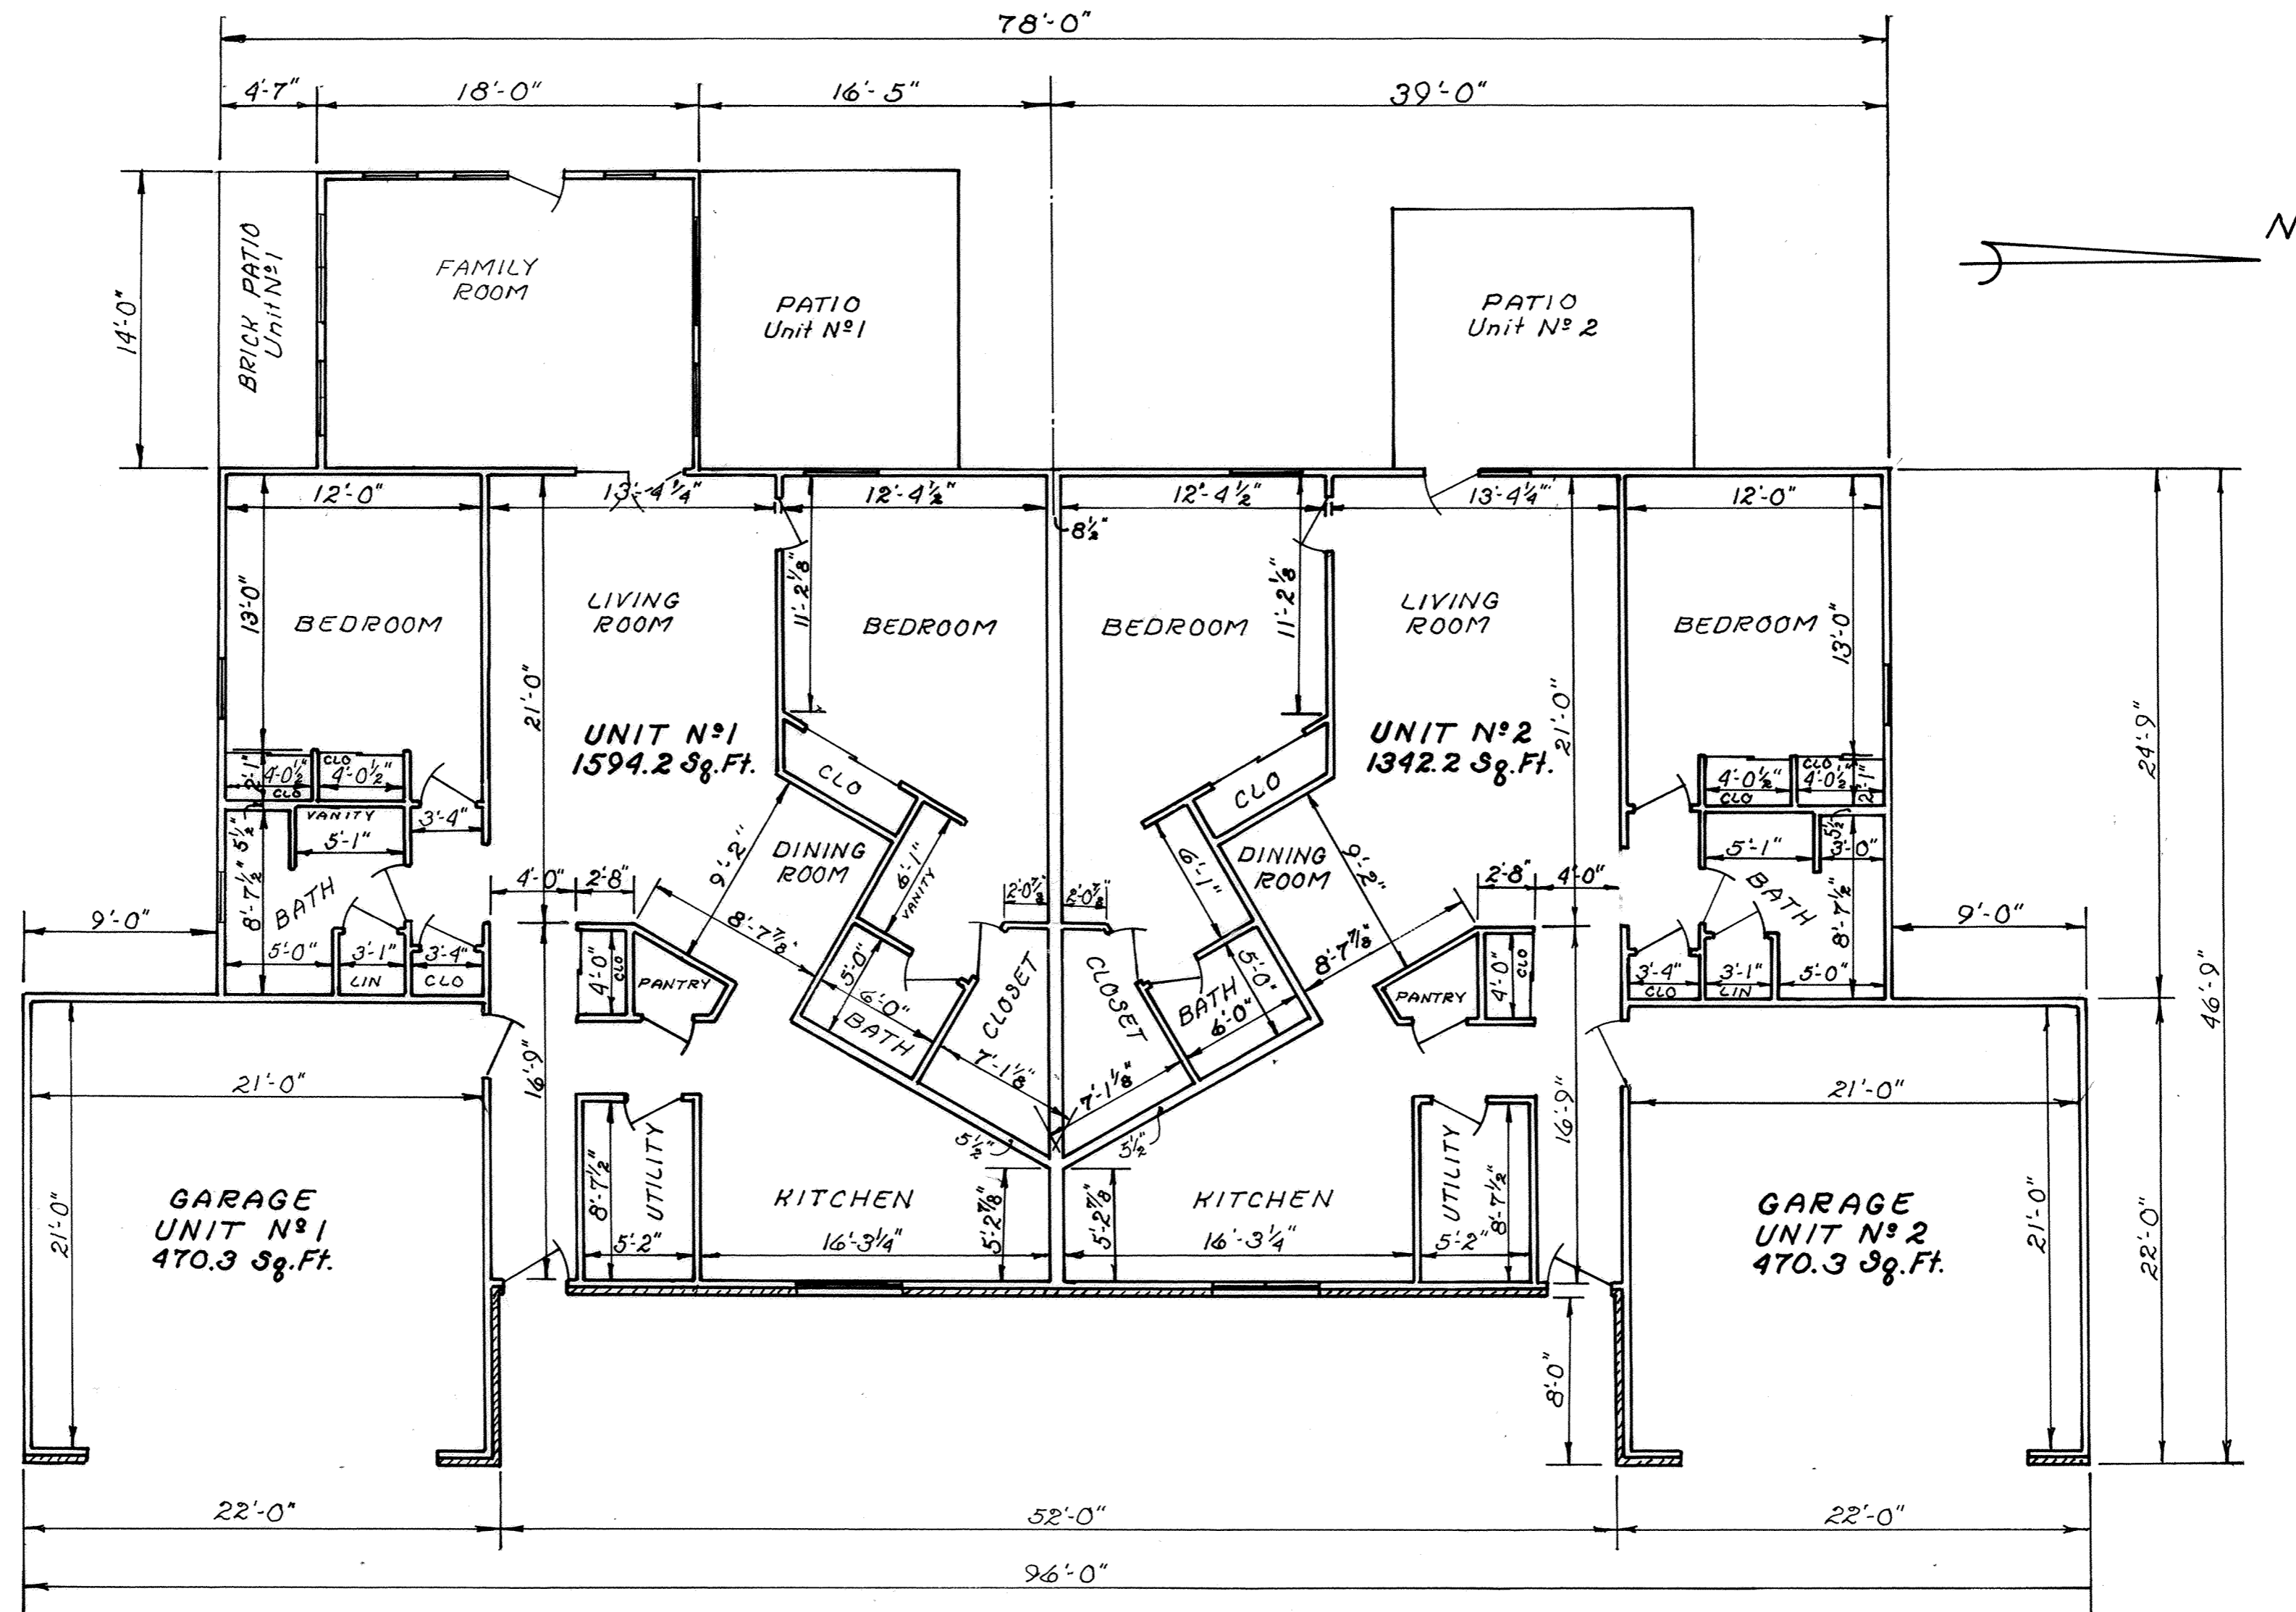 78'-0"
4'-7"
18'-0"
16'-5"
39'-0"
N
14'-0"
BRICK PATIO
Unit Nº1
FAMILY
ROOM
PATIO
Unit Nº1
PATIO
Unit Nº 2
12'-0"
13'-4¼"
12'-4½"
12'-4½"
13'-4¼"
12'-0"
8½"
13'-0"
BEDROOM
21'-0"
LIVING
ROOM
11'-2⅛"
BEDROOM
BEDROOM
11'-2⅛"
LIVING
ROOM
21'-0"
BEDROOM
13'-0"
24'-9"
46'-9"
UNIT Nº1
1594.2 Sq.Ft.
UNIT Nº2
1342.2 Sq.Ft.
2'-1"
4'-0½"
CLO
CLO
4'-0½"
CLO
CLO
4'-0½"
CLO
CLO
4'-0½"
2'-1"
5½"
VANITY
5'-1"
3'-4"
8'-7½"
BATH
9'-0"
5'-0"
3'-1"
LIN
3'-4"
CLO
4'-0"
2'-8"
9'-2"
DINING
ROOM
6'-1"
VANITY
8'-7⅞"
2'-0⅞"
2'-0⅞"
6'-1"
DINING
ROOM
9'-2"
2'-8"
4'-0"
8'-7⅞"
5'-1"
5½"
3'-0"
BATH
8'-7½"
9'-0"
3'-4"
CLO
3'-1"
LIN
5'-0"
4'-0"
CLO
PANTRY
5'-0"
6'-0"
BATH
CLOSET
7'-1⅛"
CLOSET
7'-1⅛"
BATH
5'-0"
6'-0"
PANTRY
4'-0"
CLO
21'-0"
16'-9"
5½"
5½"
16'-9"
21'-0"
GARAGE
UNIT Nº1
470.3 Sq.Ft.
21'-0"
8'-7½"
UTILITY
5'-2"
KITCHEN
16'-3¼"
5'-2⅞"
5'-2⅞"
KITCHEN
16'-3¼"
UTILITY
5'-2"
8'-7½"
GARAGE
UNIT Nº 2
470.3 Sq.Ft.
21'-0"
22'-0"
8'-0"
22'-0"
52'-0"
22'-0"
96'-0"